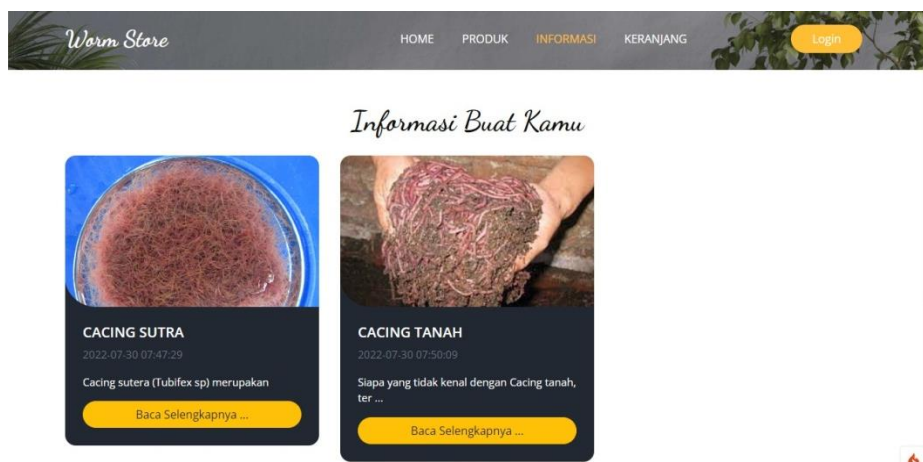 Worm Store
HOME PRODUK INFORMASI KERANJANG
Login
Informasi Buat Kamu
CACING SUTRA
2022-07-30 07:47:29
Cacing sutera (Tubifex sp) merupakan
Baca Selengkapnya ...
CACING TANAH
2022-07-30 07:50:09
Siapa yang tidak kenal dengan Cacing tanah,
ter ...
Baca Selengkapnya ...